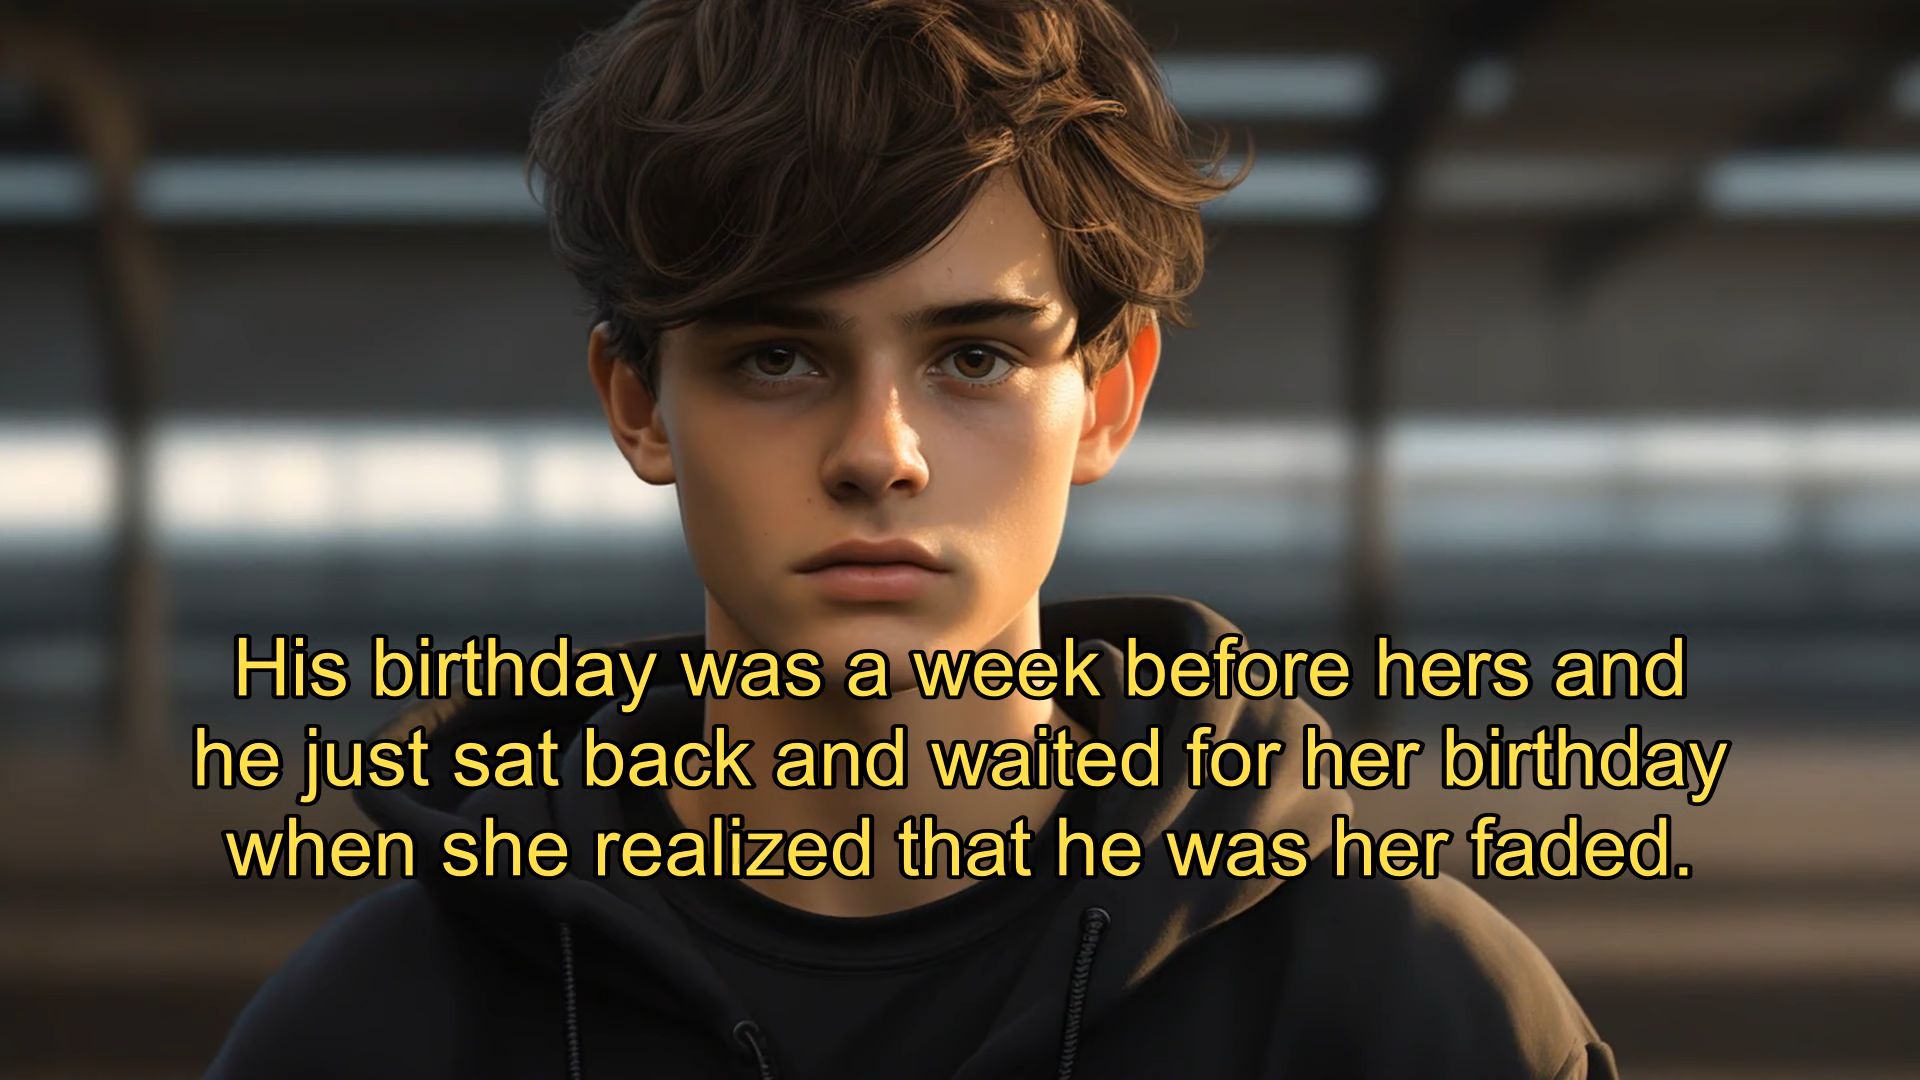 His birthday was a week before hers and
he just sat back and waited for her birthday
when she realized that he was her faded.